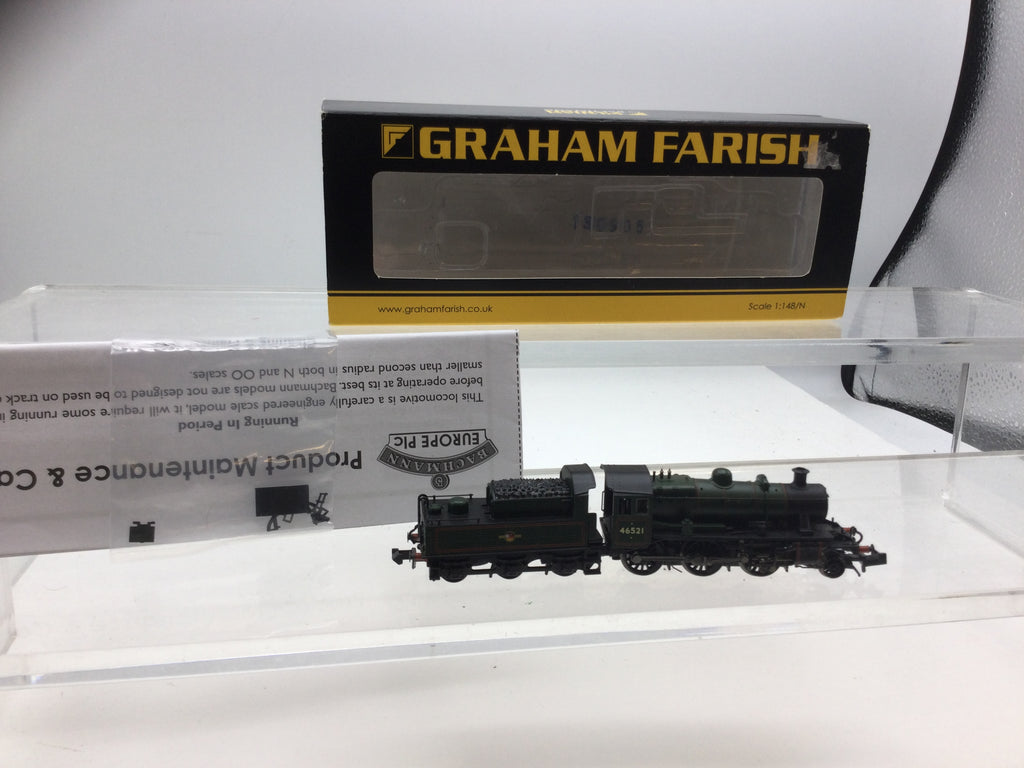 GRAHAM FARISH
www.grahamfarish.co.uk
Scale 1:148/N
BACHMANN
EUROPE Plc
Product Maintenance & Ca
Running In Period
This locomotive is a carefully engineered scale model, it will require some running in
before operating at its best. Bachmann models are not designed to be used on track
smaller than second radius in both N and OO scales.
46521